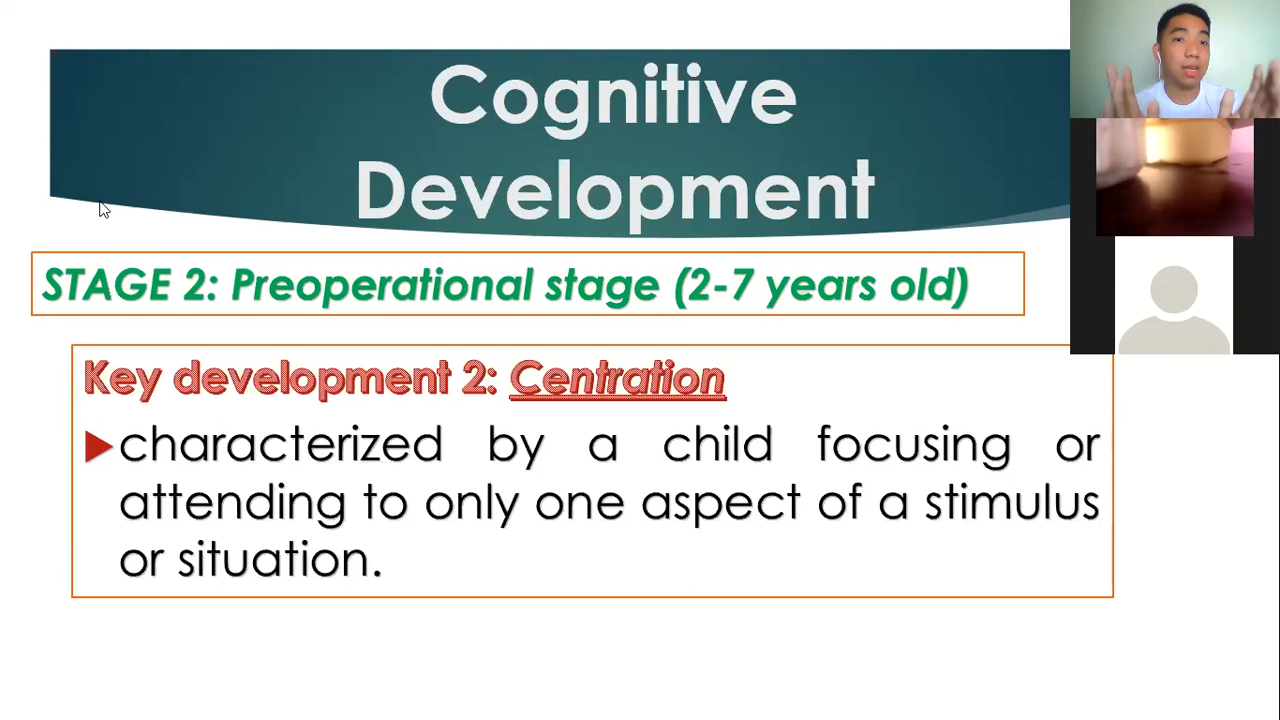 Cognitive
Development
STAGE 2: Preoperational stage (2-7 years old)
Key development 2: Centration
characterized by a child focusing or
attending to only one aspect of a stimulus
or situation.